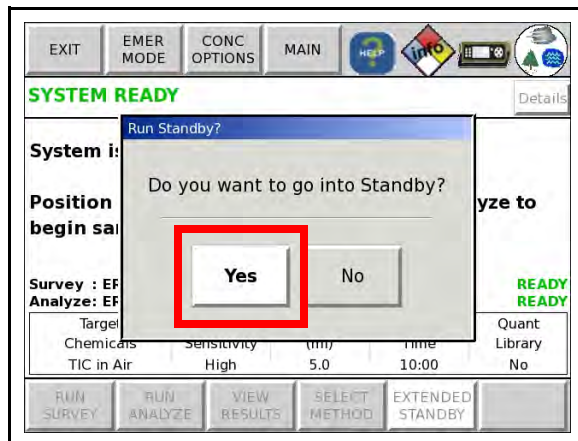 EXIT
EMER
MODE
CONC
OPTIONS
MAIN
HELP
info
SYSTEM READY
Details
Run Standby?
System is
Do you want to go into Standby?
Position
yze to
begin sa
Yes
No
Survey : EF
READY
Analyze: EF
READY
Target
Quant
Chemicals
Sensitivity
(ml)
Time
Library
TIC in Air
High
5.0
10:00
No
RUN
SURVEY
RUN
ANALYZE
VIEW
RESULTS
SELECT
METHOD
EXTENDED
STANDBY